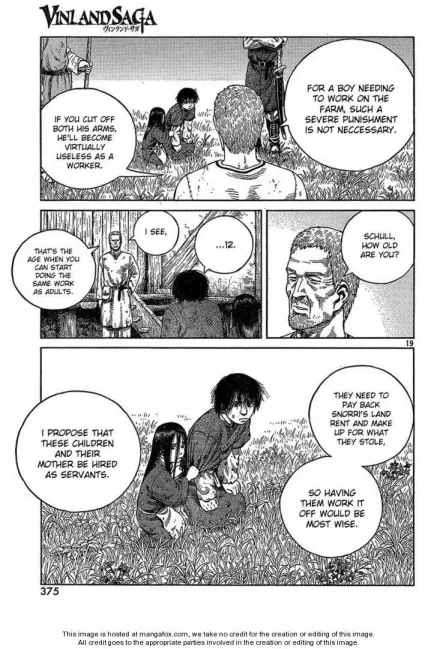 VINLAND SAGA
ヴィンランド・サガ
FOR A BOY NEEDING
TO WORK ON THE
FARM, SUCH A
SEVERE PUNISHMENT
IS NOT NECCESSARY.
IF YOU CUT OFF
BOTH HIS ARMS,
HE'LL BECOME
VIRTUALLY
USELESS AS A
WORKER.
SCHULL,
HOW OLD
ARE YOU?
...12.
I SEE,
THAT'S THE
AGE WHEN YOU
CAN START
DOING THE
SAME WORK
AS ADULTS.
19
THEY NEED TO
PAY BACK
SNORRI'S LAND
RENT AND MAKE
UP FOR WHAT
THEY STOLE,
SO HAVING
THEM WORK IT
OFF WOULD BE
MOST WISE.
I PROPOSE THAT
THESE CHILDREN
AND THEIR
MOTHER BE HIRED
AS SERVANTS.
375
This image is hosted at mangafox.com, we take no credit for the creation or editing of this image.
All credit goes to the appropriate parties involved in the creation or editing of this image.